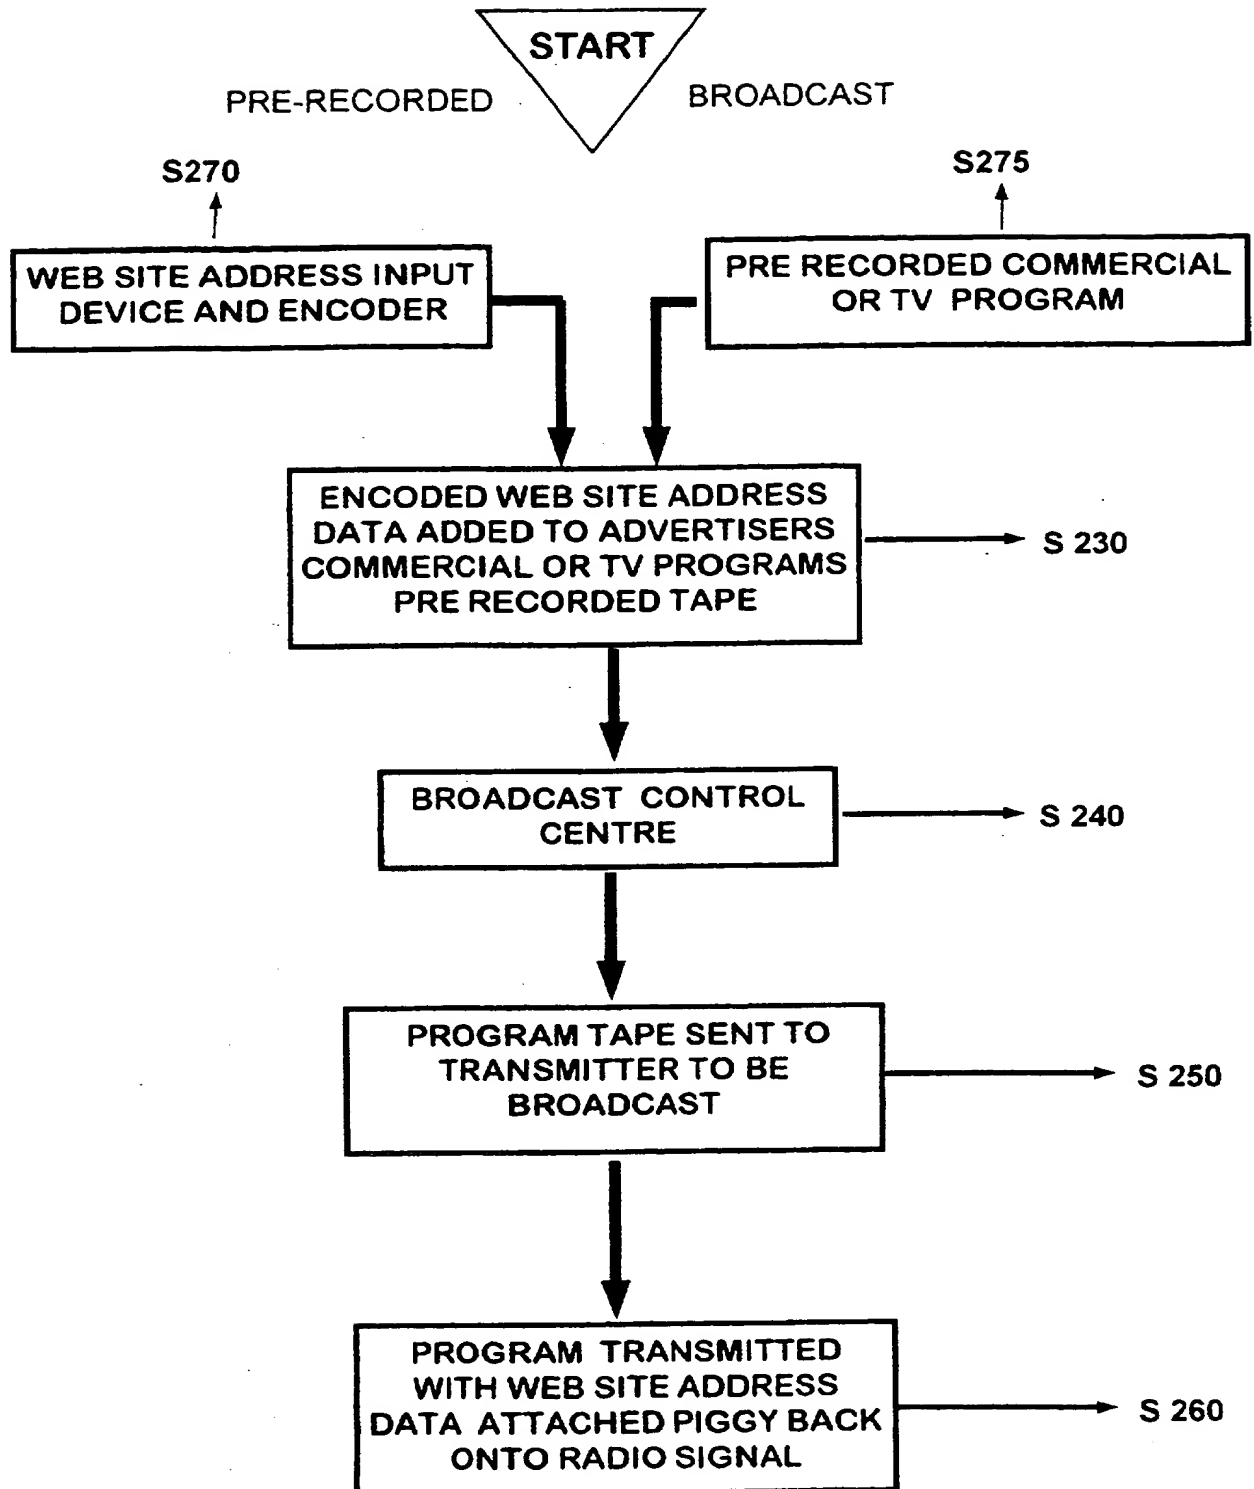 START
PRE-RECORDED
BROADCAST
S270
S275
WEB SITE ADDRESS INPUT
DEVICE AND ENCODER
PRE RECORDED COMMERCIAL
OR TV PROGRAM
ENCODED WEB SITE ADDRESS
DATA ADDED TO ADVERTISERS
COMMERCIAL OR TV PROGRAMS
PRE RECORDED TAPE
S 230
BROADCAST CONTROL
CENTRE
S 240
PROGRAM TAPE SENT TO
TRANSMITTER TO BE
BROADCAST
S 250
PROGRAM TRANSMITTED
WITH WEB SITE ADDRESS
DATA ATTACHED PIGGY BACK
ONTO RADIO SIGNAL
S 260